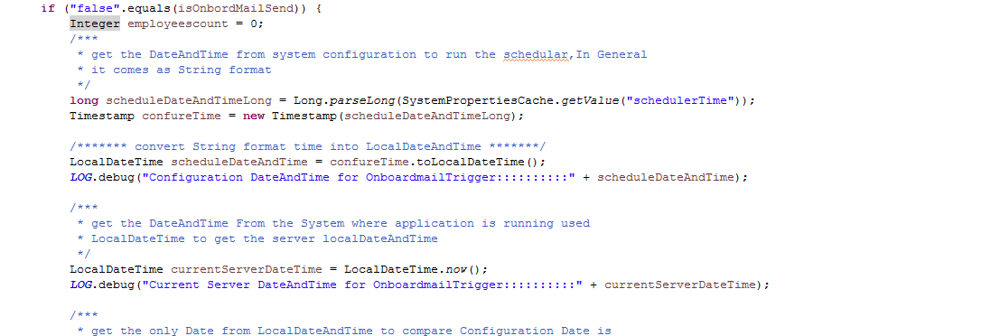 if ("false".equals(isOnbordMailSend)) {
Integer employeescount = 0;
/***
* get the DateAndTime from system configuration to run the schedular,In General
* it comes as String format
*/
long scheduleDateAndTimeLong = Long.parseLong(SystemPropertiesCache.getValue("schedulerTime"));
Timestamp confureTime = new Timestamp(scheduleDateAndTimeLong);
/******* convert String format time into LocalDateAndTime *******/
LocalDateTime scheduleDateAndTime = confureTime.toLocalDateTime();
LOG.debug("Configuration DateAndTime for OnboardmailTrigger::::::::::" + scheduleDateAndTime);
/***
* get the DateAndTime From the System where application is running used
* LocalDateTime to get the server localDateAndTime
*/
LocalDateTime currentServerDateTime = LocalDateTime.now();
LOG.debug("Current Server DateAndTime for OnboardmailTrigger::::::::::" + currentServerDateTime);
/***
* get the only Date from LocalDateAndTime to compare Configuration Date is